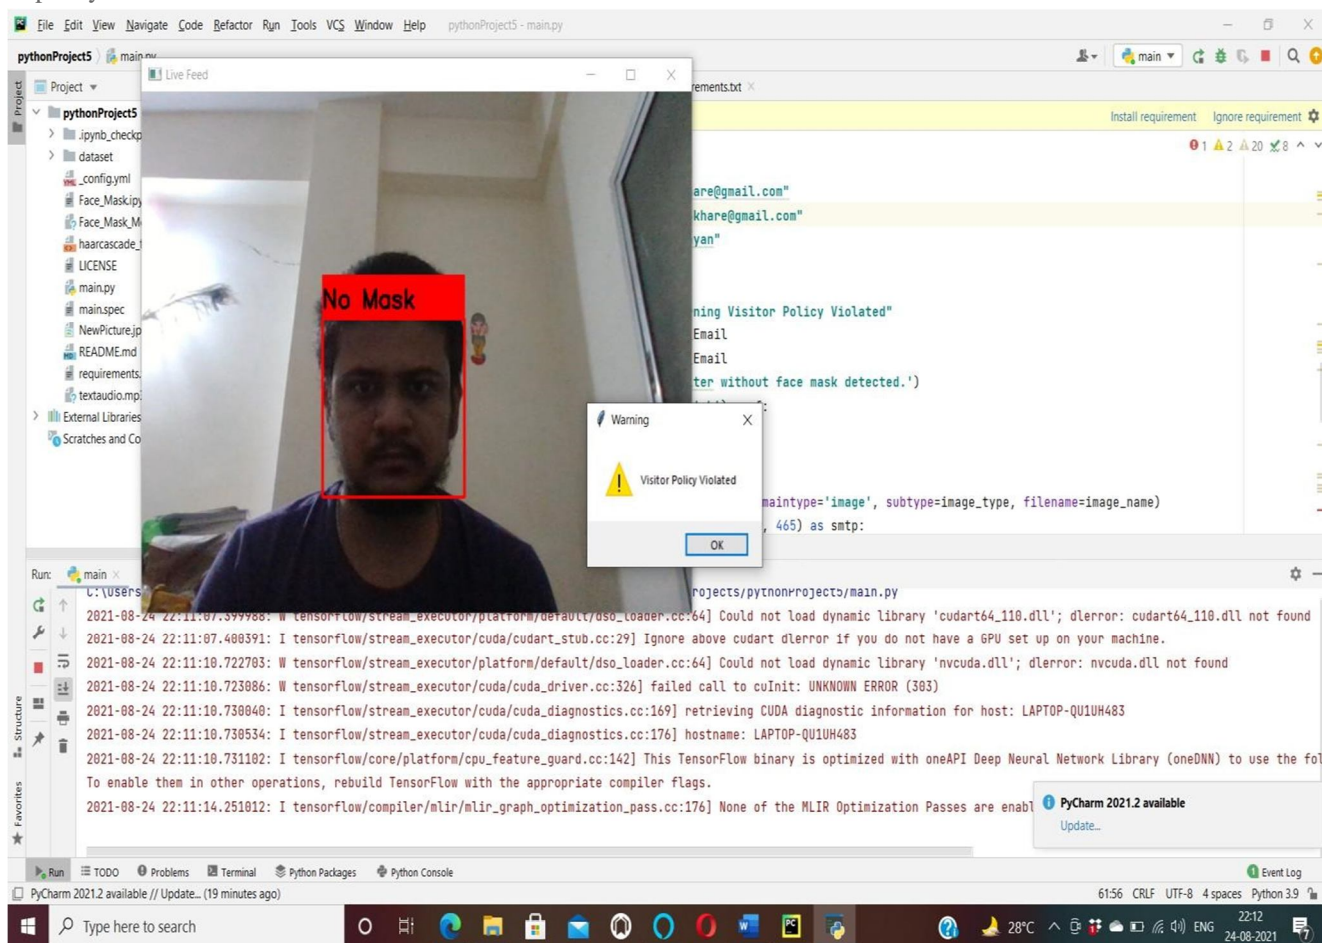 File Edit View Navigate Code Refactor Run Tools VCS Window Help pythonProject5 - main.py
pythonProject5 main.py
main
Live Feed
Project
Project
rements.txt
pythonProject5
Install requirement Ignore requirement
.ipynb_checkp
1 2 20 8
dataset
_config.yml
are@gmail.com"
Face_Mask.ipy
khare@gmail.com"
Face_Mask_M
yan"
haarcascade_
LICENSE
main.py
No Mask
main.spec
ning Visitor Policy Violated"
NewPicture.jp
Email
README.md
Email
requirements.
ter without face mask detected.')
textaudio.mp
External Libraries
Warning
Scratches and Co
Visitor Policy Violated
maintype='image', subtype=image_type, filename=image_name)
, 465) as smtp:
OK
Run: main
C:\Users rojects/pythonProject5/main.py
2021-08-24 22:11:07.399988: W tensorflow/stream_executor/platform/default/dso_loader.cc:64] Could not load dynamic library 'cudart64_110.dll'; dlerror: cudart64_110.dll not found
2021-08-24 22:11:07.400391: I tensorflow/stream_executor/cuda/cudart_stub.cc:29] Ignore above cudart dlerror if you do not have a GPU set up on your machine.
2021-08-24 22:11:10.722703: W tensorflow/stream_executor/platform/default/dso_loader.cc:64] Could not load dynamic library 'nvcuda.dll'; dlerror: nvcuda.dll not found
2021-08-24 22:11:10.723086: W tensorflow/stream_executor/cuda/cuda_driver.cc:326] failed call to cuInit: UNKNOWN ERROR (303)
2021-08-24 22:11:10.730040: I tensorflow/stream_executor/cuda/cuda_diagnostics.cc:169] retrieving CUDA diagnostic information for host: LAPTOP-QU1UH483
2021-08-24 22:11:10.730534: I tensorflow/stream_executor/cuda/cuda_diagnostics.cc:176] hostname: LAPTOP-QU1UH483
2021-08-24 22:11:10.731102: I tensorflow/core/platform/cpu_feature_guard.cc:142] This TensorFlow binary is optimized with oneAPI Deep Neural Network Library (oneDNN) to use the fol
To enable them in other operations, rebuild TensorFlow with the appropriate compiler flags.
2021-08-24 22:11:14.251012: I tensorflow/compiler/mlir/mlir_graph_optimization_pass.cc:176] None of the MLIR Optimization Passes are enabl
Structure
Favorites
PyCharm 2021.2 available
Update...
Run TODO Problems Terminal Python Packages Python Console
1 Event Log
PyCharm 2021.2 available // Update... (19 minutes ago)
61:56 CRLF UTF-8 4 spaces Python 3.9
Type here to search
28°C ENG
22:12
24-08-2021
7